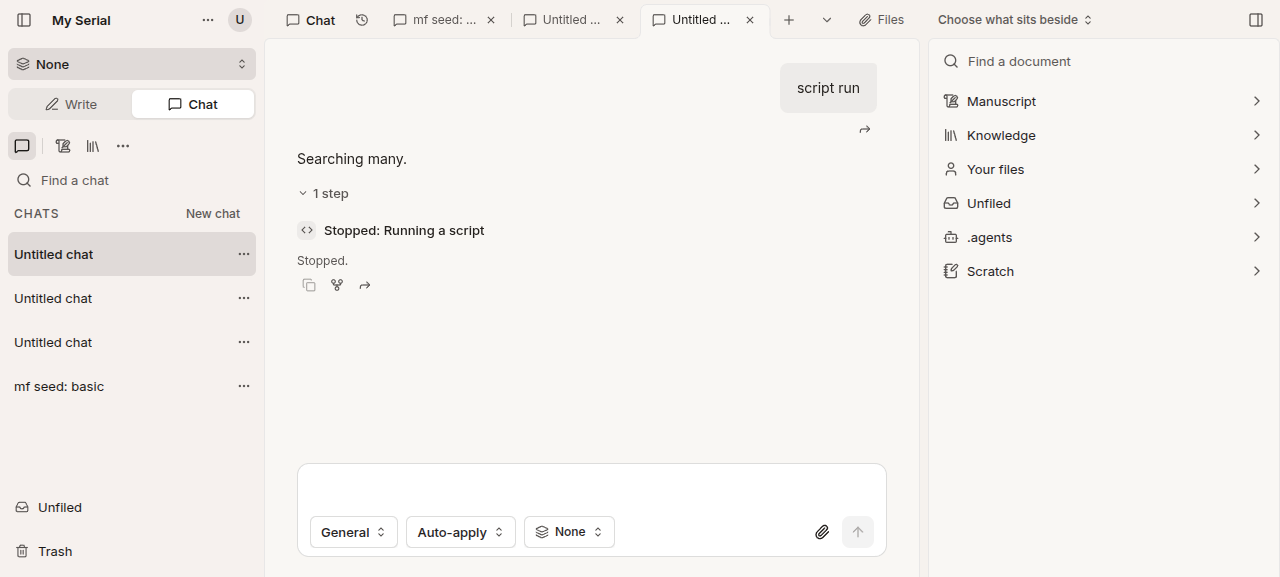 My Serial
U
None
Write
Chat
Find a chat
CHATS
New chat
Untitled chat
Untitled chat
Untitled chat
mf seed: basic
Unfiled
Trash
Chat
mf seed: ...
Untitled ...
Untitled ...
Files
script run
Searching many.
1 step
Stopped: Running a script
Stopped.
General
Auto-apply
None
Choose what sits beside
Find a document
Manuscript
Knowledge
Your files
Unfiled
.agents
Scratch